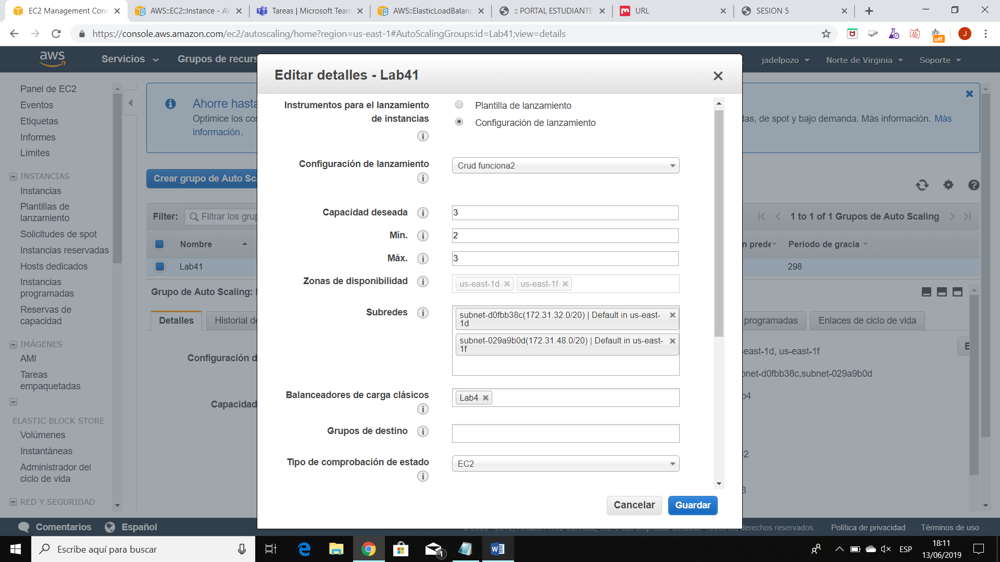 EC2 Management Cons
AWS::EC2::Instance - AW
Tareas | Microsoft Team
AWS::ElasticLoadBalanc
:: PORTAL ESTUDIANTE
URL
SESION 5
https://console.aws.amazon.com/ec2/autoscaling/home?region=us-east-1#AutoScalingGroups:id=Lab41;view=details
off
J
aws
Servicios
Grupos de recurs
jadelpozo
Norte de Virginia
Soporte
Panel de EC2
Eventos
Etiquetas
Informes
Límites
INSTANCIAS
Instancias
Plantillas de
lanzamiento
Solicitudes de spot
Instancias reservadas
Hosts dedicados
Instancias
programadas
Reservas de
capacidad
IMÁGENES
AMI
Tareas
empaquetadas
ELASTIC BLOCK STORE
Volúmenes
Instantáneas
Administrador del
ciclo de vida
RED Y SEGURIDAD
Ahorre hasta
Optimice los cos
información.
das, de spot y bajo demanda. Más información. Más
Crear grupo de Auto Sca
Filter:
Filtrar los grup
1 to 1 of 1 Grupos de Auto Scaling
Nombre
n prede
Periodo de gracia
Lab41
298
Grupo de Auto Scaling:
Detalles
Historial de
programadas
Enlaces de ciclo de vida
E
Configuración d
-east-1d, us-east-1f
bnet-d0fbb38c,subnet-029a9b0d
Capacidad
b4
Editar detalles - Lab41
Instrumentos para el lanzamiento
de instancias
Plantilla de lanzamiento
Configuración de lanzamiento
Configuración de lanzamiento
Crud funciona2
Capacidad deseada
3
Mín.
2
Máx.
3
Zonas de disponibilidad
us-east-1d
us-east-1f
Subredes
subnet-d0fbb38c(172.31.32.0/20) | Default in us-east-
1d
subnet-029a9b0d(172.31.48.0/20) | Default in us-east-
1f
Balanceadores de carga clásicos
Lab4
Grupos de destino
Tipo de comprobación de estado
EC2
Cancelar
Guardar
Comentarios
Español
derechos reservados.
Política de privacidad
Términos de uso
Escribe aquí para buscar
1
ESP
18:11
13/06/2019